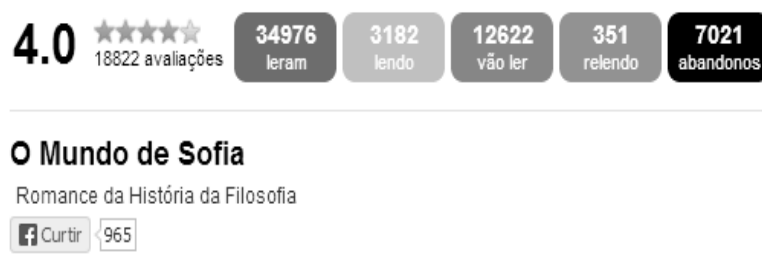 4.0
18822 avaliações
34976 3182 12622 351 7021
leram lendo vão ler relendo abandonos
O Mundo de Sofia
Romance da História da Filosofia
Curtir 965